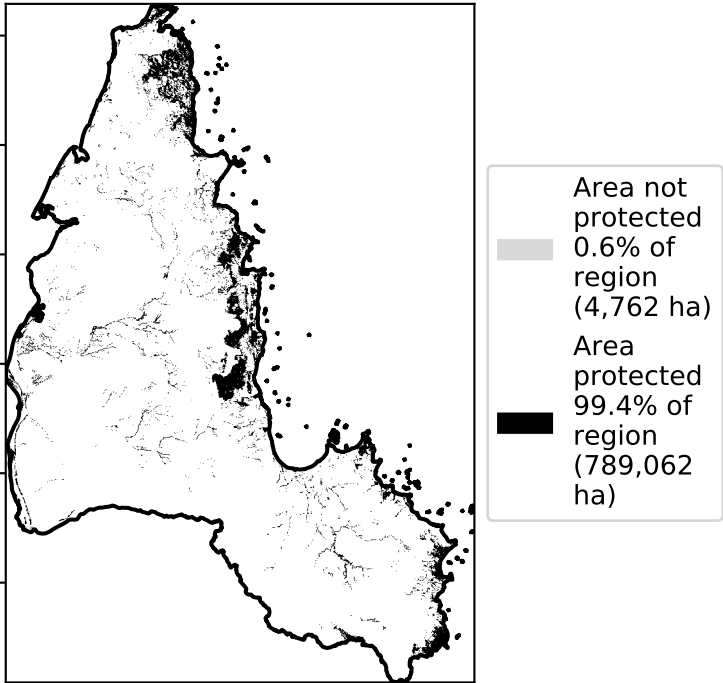 Area not
protected
0.6% of
region
(4,762 ha)
Area
protected
99.4% of
region
(789,062
ha)